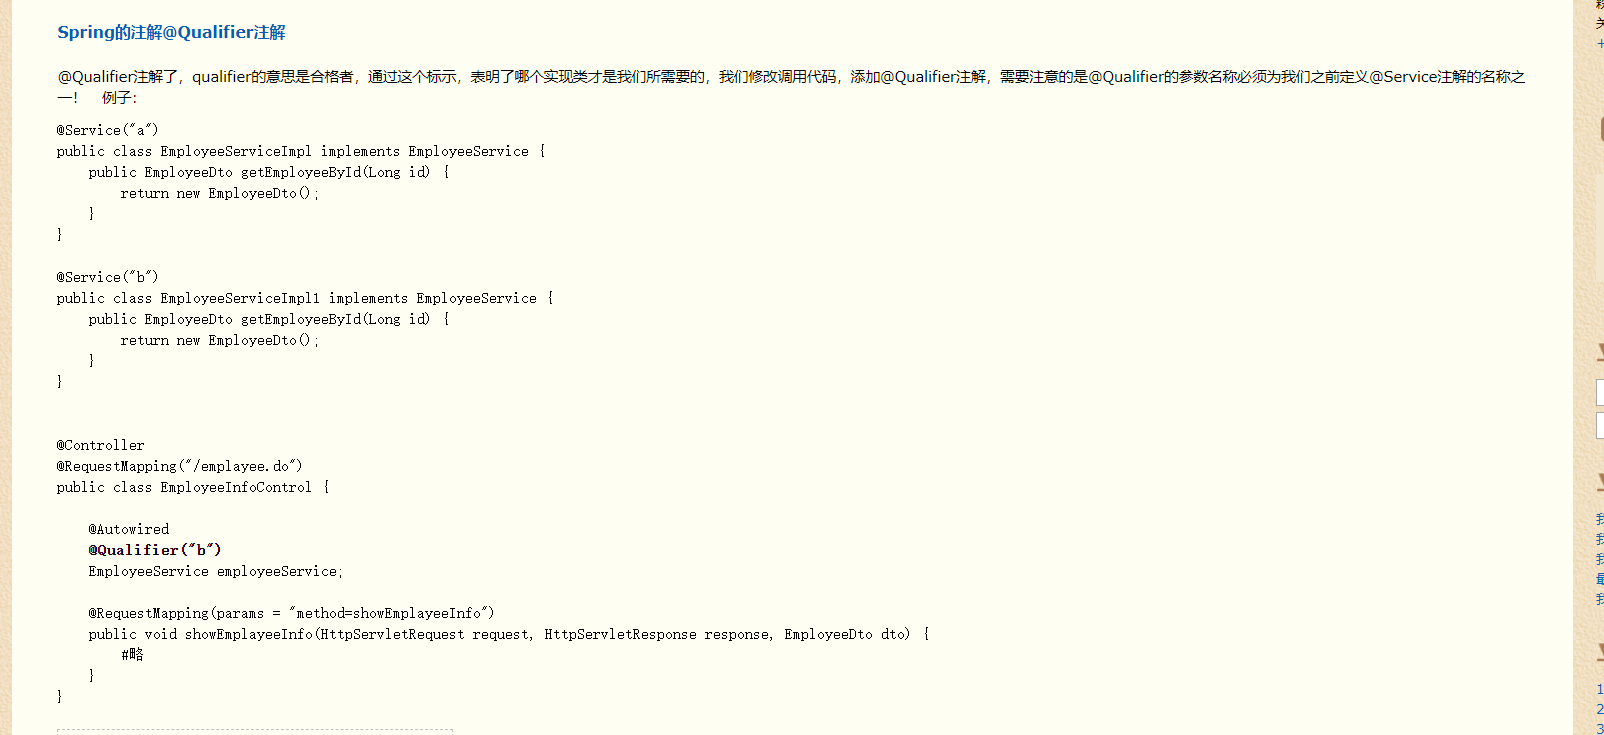 Spring的注解@Qualifier注解
@Qualifier注解了，qualifier的意思是合格者，通过这个标示，表明了哪个实现类才是我们所需要的，我们修改调用代码，添加@Qualifier注解，需要注意的是@Qualifier的参数名称必须为我们之前定义@Service注解的名称之
一！ 例子：
@Service("a")
public class EmployeeServiceImpl implements EmployeeService {
    public EmployeeDto getEmployeeById(Long id) {
        return new EmployeeDto();
    }
}
@Service("b")
public class EmployeeServiceImpl1 implements EmployeeService {
    public EmployeeDto getEmployeeById(Long id) {
        return new EmployeeDto();
    }
}
@Controller
@RequestMapping("/emplayee.do")
public class EmployeeInfoControl {
    @Autowired
    @Qualifier("b")
    EmployeeService employeeService;
    @RequestMapping(params = "method=showEmplayeeInfo")
    public void showEmplayeeInfo(HttpServletRequest request, HttpServletResponse response, EmployeeDto dto) {
        #略
    }
}
+
我
我
我
最
我
1
2
3